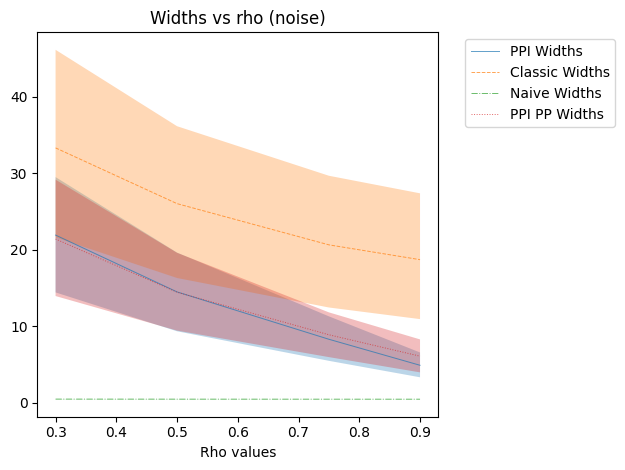 Widths vs rho (noise)
PPI Widths
Classic Widths
Naive Widths
PPI PP Widths
40
30
20
10
0
0.3 0.4 0.5 0.6 0.7 0.8 0.9
Rho values